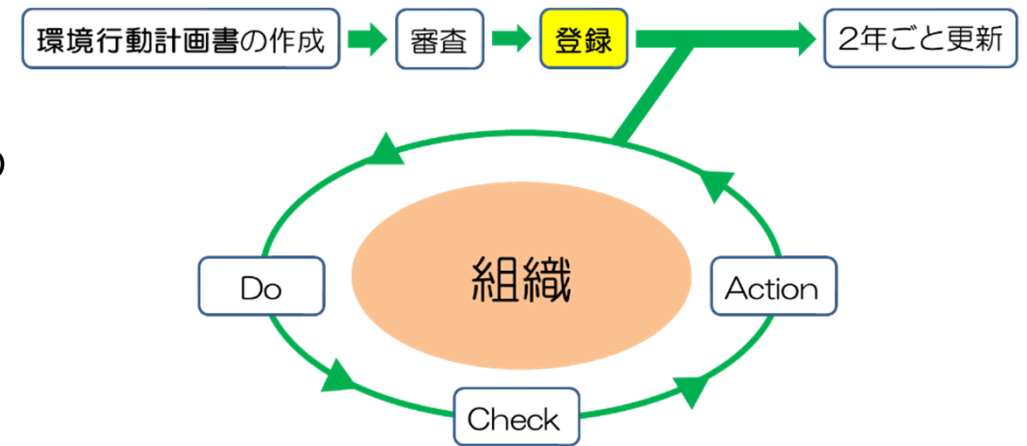 環境行動計画書の作成
審査
登録
2年ごと更新
Do
組織
Action
Check